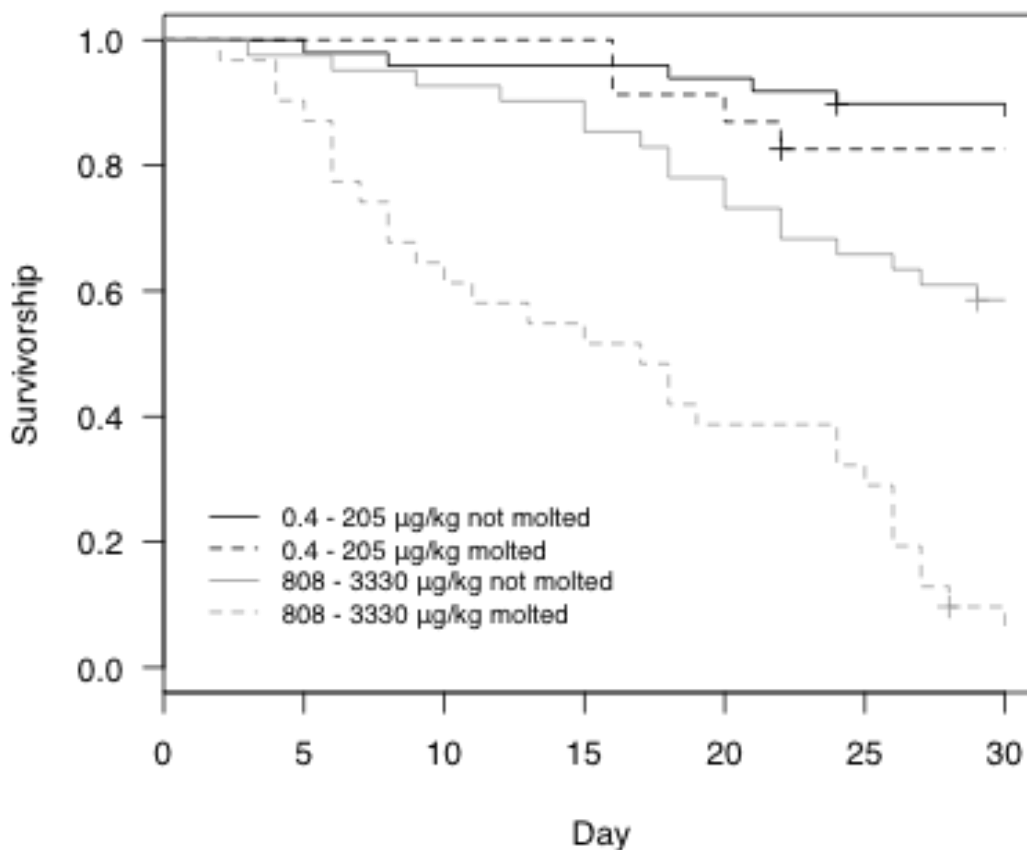 1.0
0.8
0.6
0.4
0.2
0.0
Survivorship
0.4 - 205 µg/kg not molted
0.4 - 205 µg/kg molted
808 - 3330 µg/kg not molted
808 - 3330 µg/kg molted
0 5 10 15 20 25 30
Day